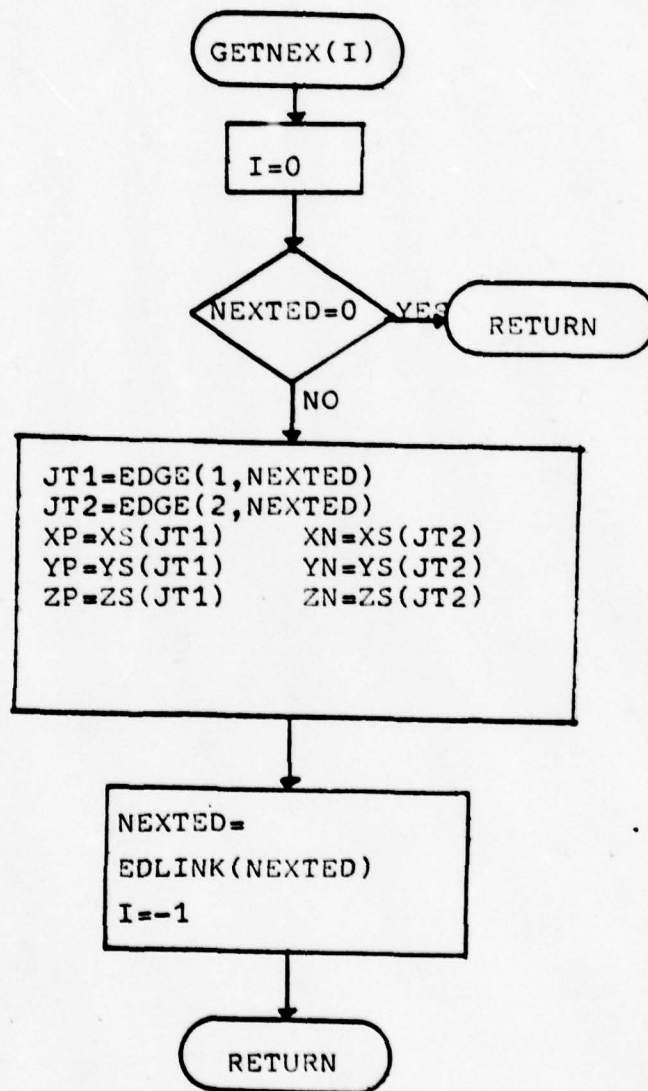 GETNEX(I)
I=0
NEXTED=0
YES
RETURN
NO
JT1=EDGE(1,NEXTED)
JT2=EDGE(2,NEXTED)
XP=XS(JT1) XN=XS(JT2)
YP=YS(JT1) YN=YS(JT2)
ZP=ZS(JT1) ZN=ZS(JT2)
NEXTED=
EDLINK(NEXTED)
I=-1
RETURN